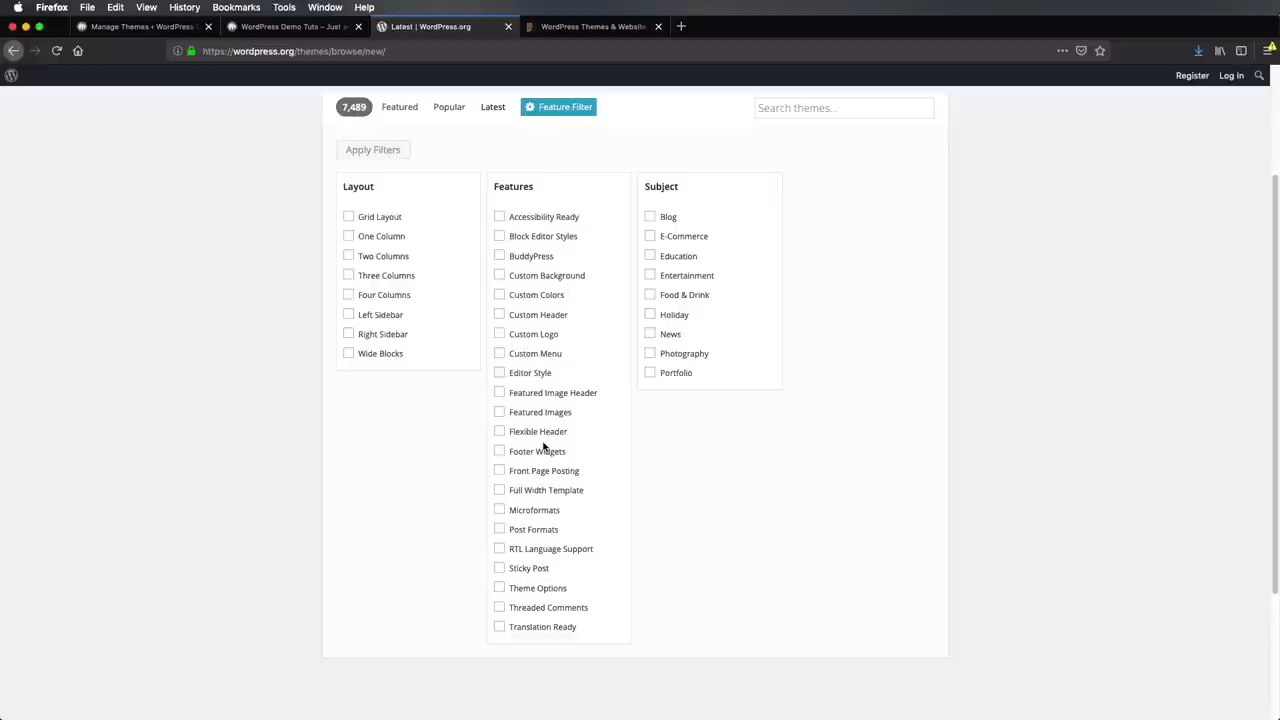 Firefox File Edit View History Bookmarks Tools Window Help
Manage Themes ‹ WordPress D
WordPress Demo Tuts – Just an
Latest | WordPress.org
WordPress Themes & Website
https://wordpress.org/themes/browse/new/
Register Log In
7,489 Featured Popular Latest Feature Filter Search themes...
Apply Filters
Layout
Grid Layout
One Column
Two Columns
Three Columns
Four Columns
Left Sidebar
Right Sidebar
Wide Blocks
Features
Accessibility Ready
Block Editor Styles
BuddyPress
Custom Background
Custom Colors
Custom Header
Custom Logo
Custom Menu
Editor Style
Featured Image Header
Featured Images
Flexible Header
Footer Widgets
Front Page Posting
Full Width Template
Microformats
Post Formats
RTL Language Support
Sticky Post
Theme Options
Threaded Comments
Translation Ready
Subject
Blog
E-Commerce
Education
Entertainment
Food & Drink
Holiday
News
Photography
Portfolio